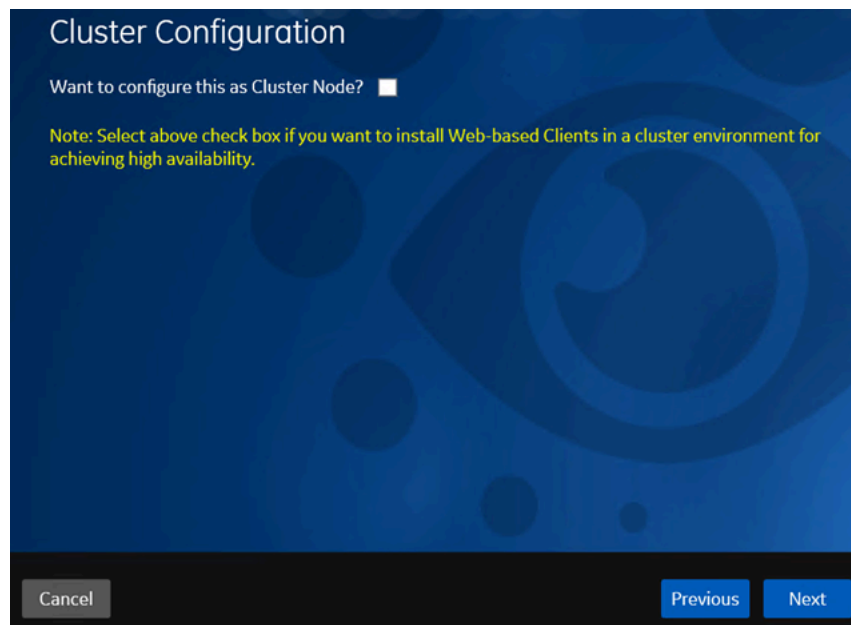 Cluster Configuration
Want to configure this as Cluster Node?
Note: Select above check box if you want to install Web-based Clients in a cluster environment for
achieving high availability.
Cancel
Previous
Next